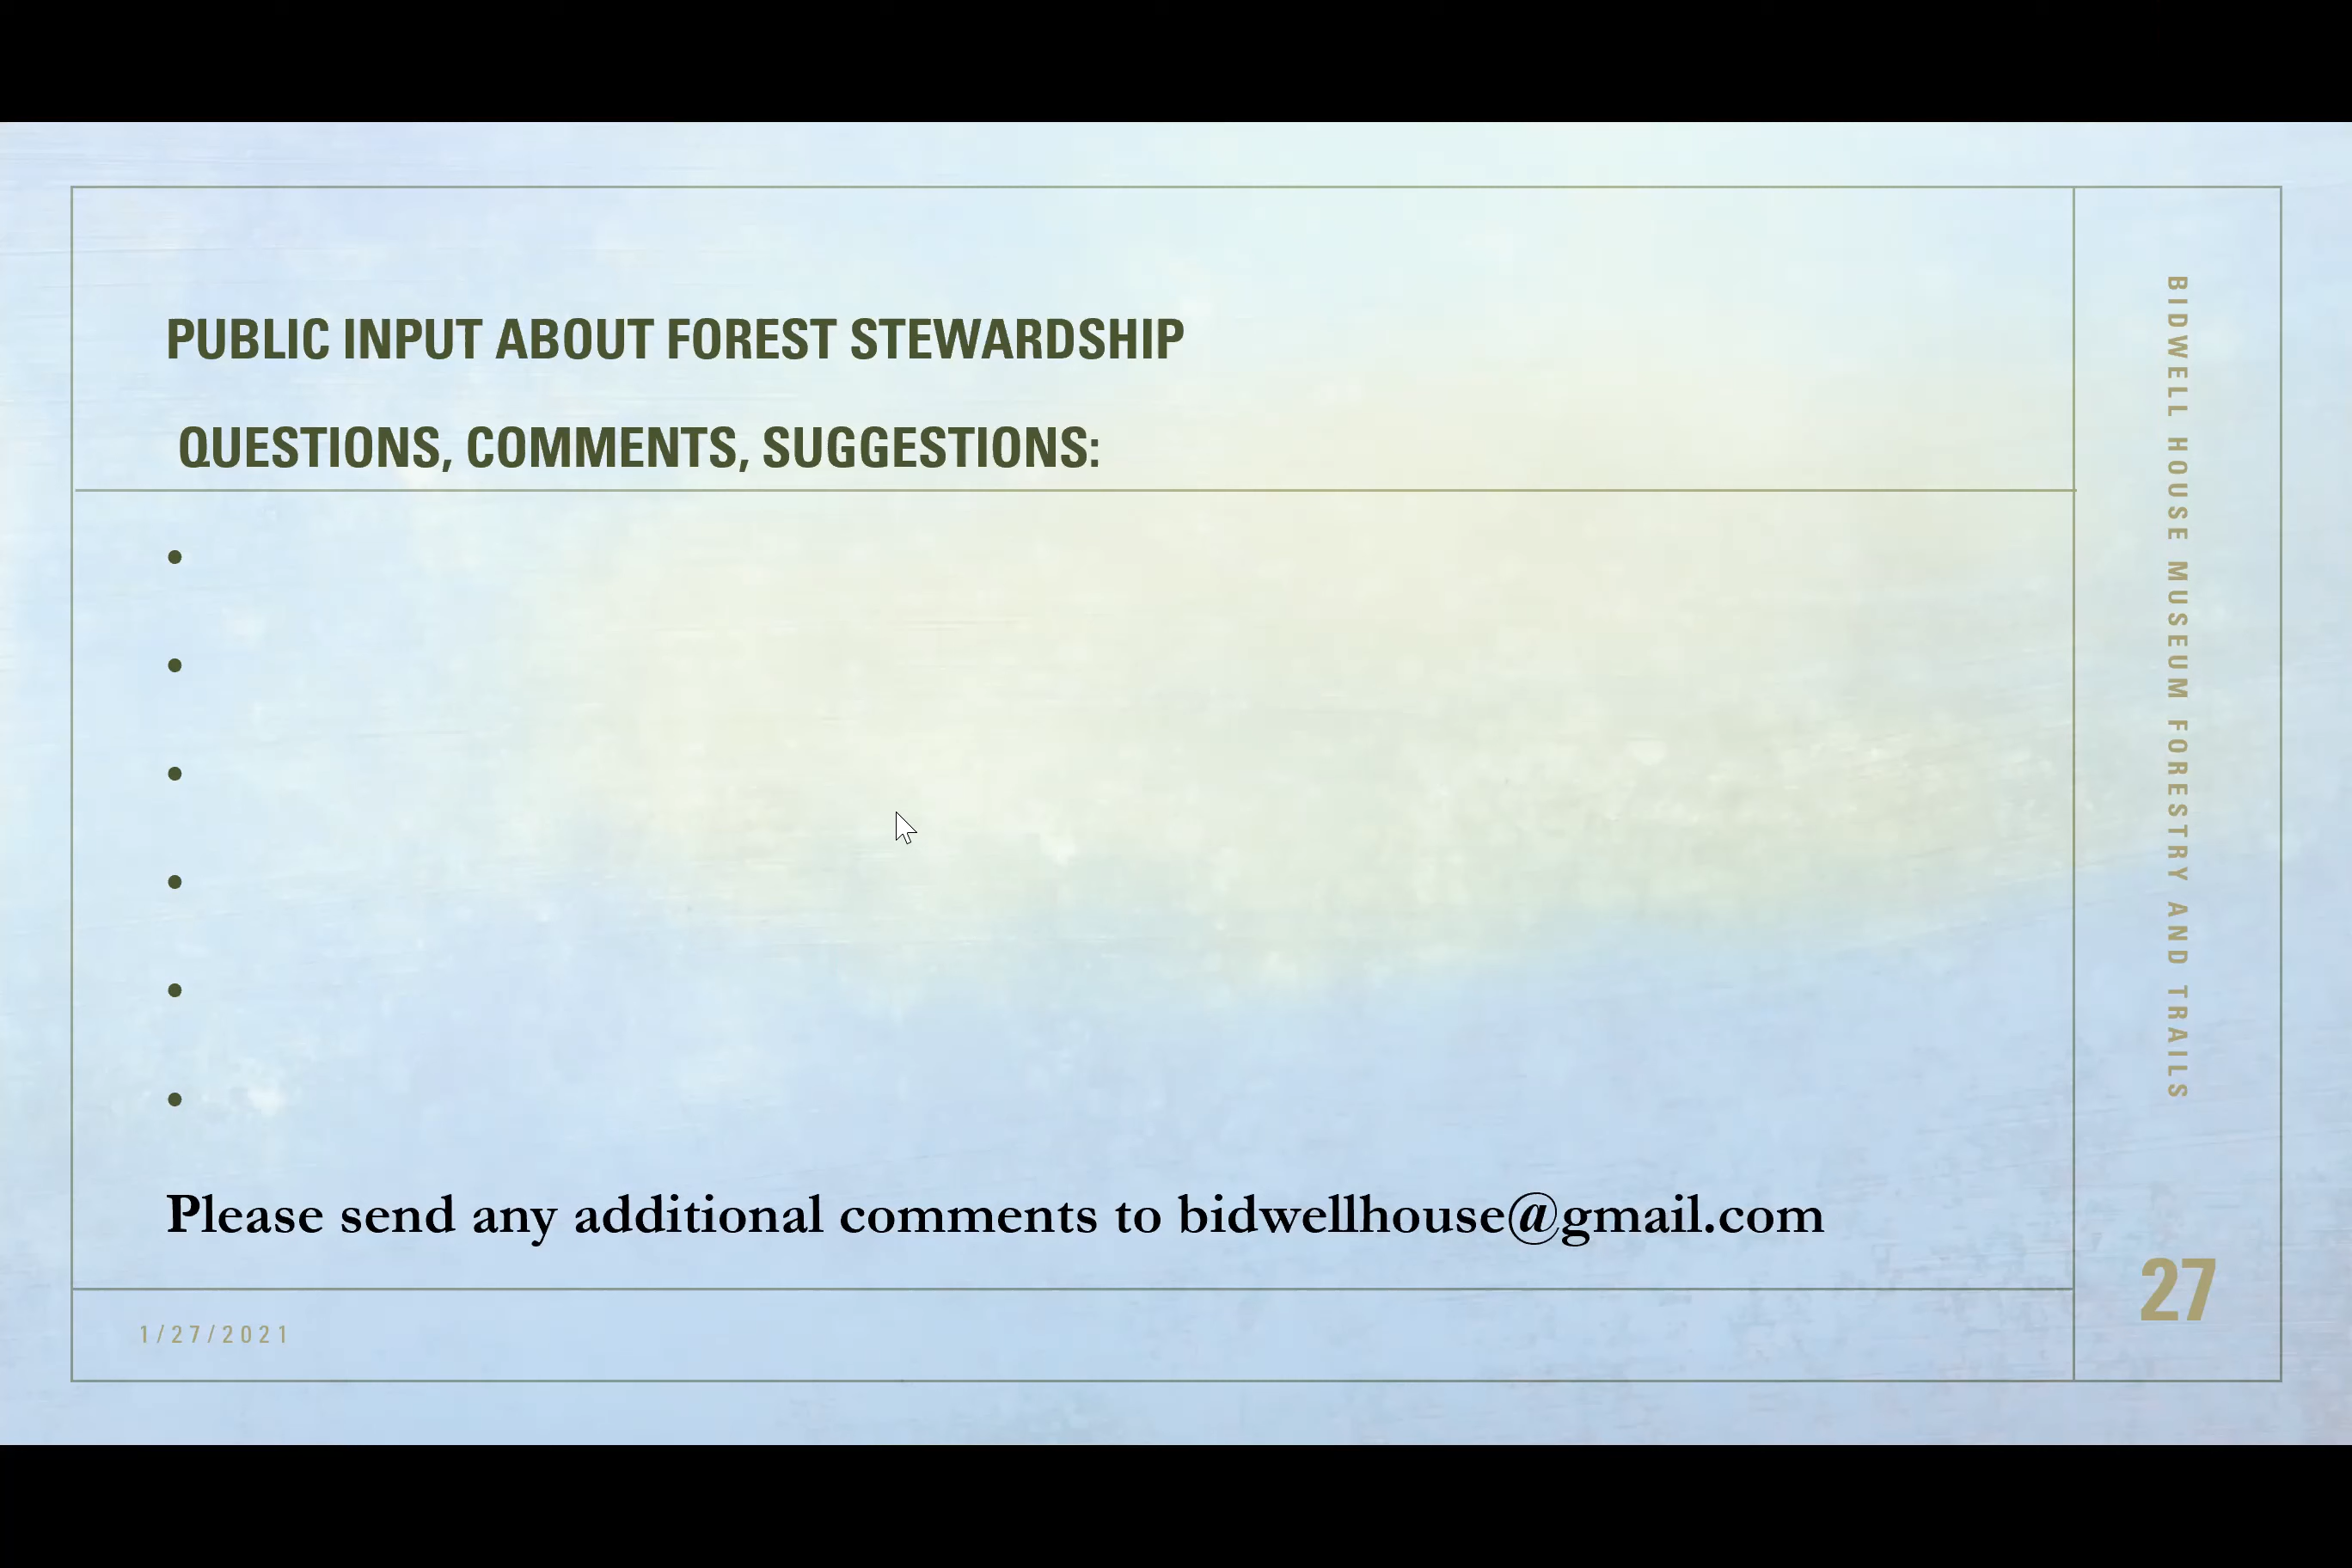 PUBLIC INPUT ABOUT FOREST STEWARDSHIP
QUESTIONS, COMMENTS, SUGGESTIONS:
•
•
•
•
•
•
Please send any additional comments to bidwellhouse@gmail.com
1/27/2021
BIDWELL HOUSE MUSEUM FORESTRY AND TRAILS
27